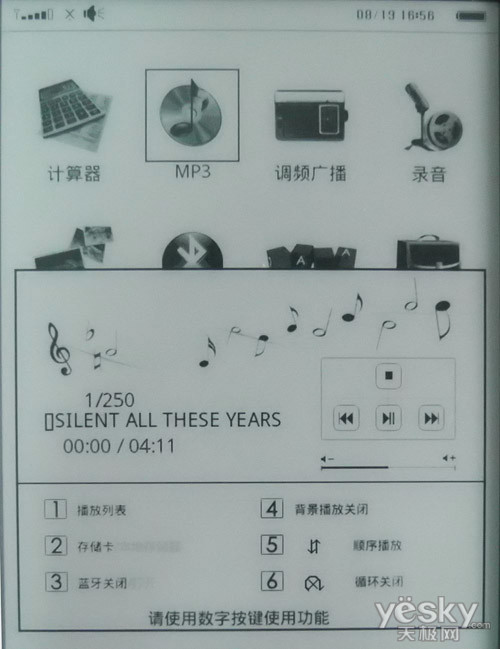 08/19 16:56
计算器
MP3
调频广播
录音
A
1/250
▯SILENT ALL THESE YEARS
00:00 / 04:11
1 播放列表
4 背景播放关闭
2 存储卡
5 顺序播放
3 蓝牙关闭
6 循环关闭
请使用数字按键使用功能
yësky
.com
天极网